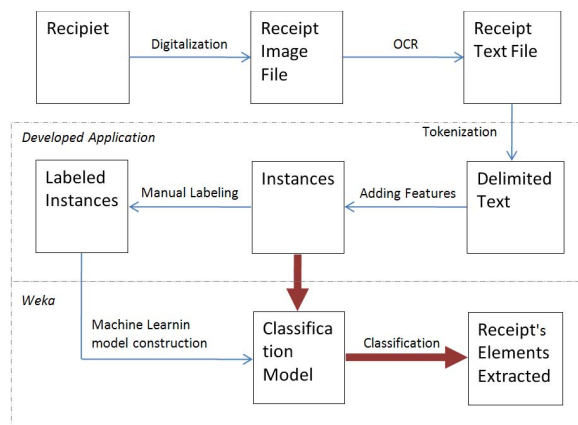 Recipiet
Digitalization
Receipt
Image
File
OCR
Receipt
Text File
Tokenization
Developed Application
Labeled
Instances
Manual Labeling
Instances
Adding Features
Delimited
Text
Weka
Machine Learnin
model construction
Classifica
tion
Model
Classification
Receipt's
Elements
Extracted